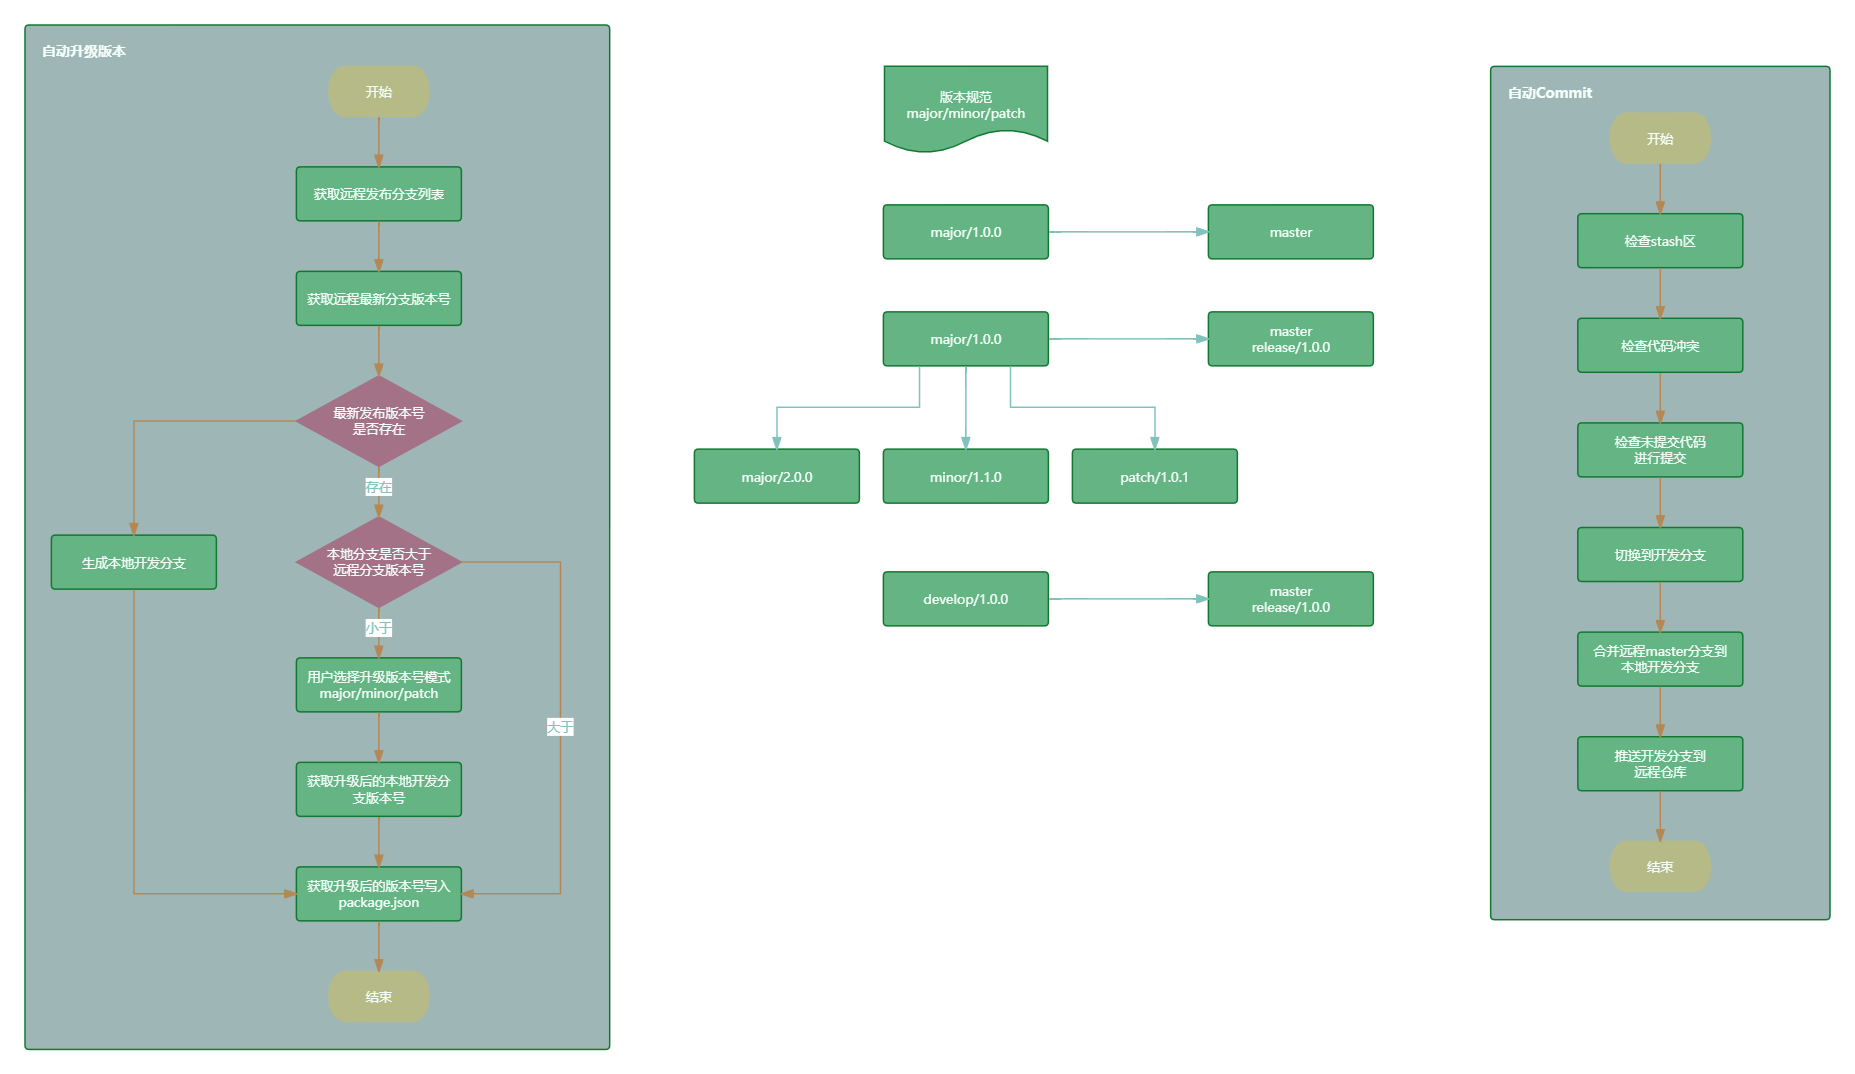 自动升级版本
开始
获取远程发布分支列表
获取远程最新分支版本号
最新发布版本号
是否存在
存在
生成本地开发分支
本地分支是否大于
远程分支版本号
小于
用户选择升级版本号模式
major/minor/patch
大于
获取升级后的本地开发分
支版本号
获取升级后的版本号写入
package.json
结束
版本规范
major/minor/patch
major/1.0.0
master
major/1.0.0
master
release/1.0.0
major/2.0.0
minor/1.1.0
patch/1.0.1
develop/1.0.0
master
release/1.0.0
自动Commit
开始
检查stash区
检查代码冲突
检查未提交代码
进行提交
切换到开发分支
合并远程master分支到
本地开发分支
推送开发分支到
远程仓库
结束